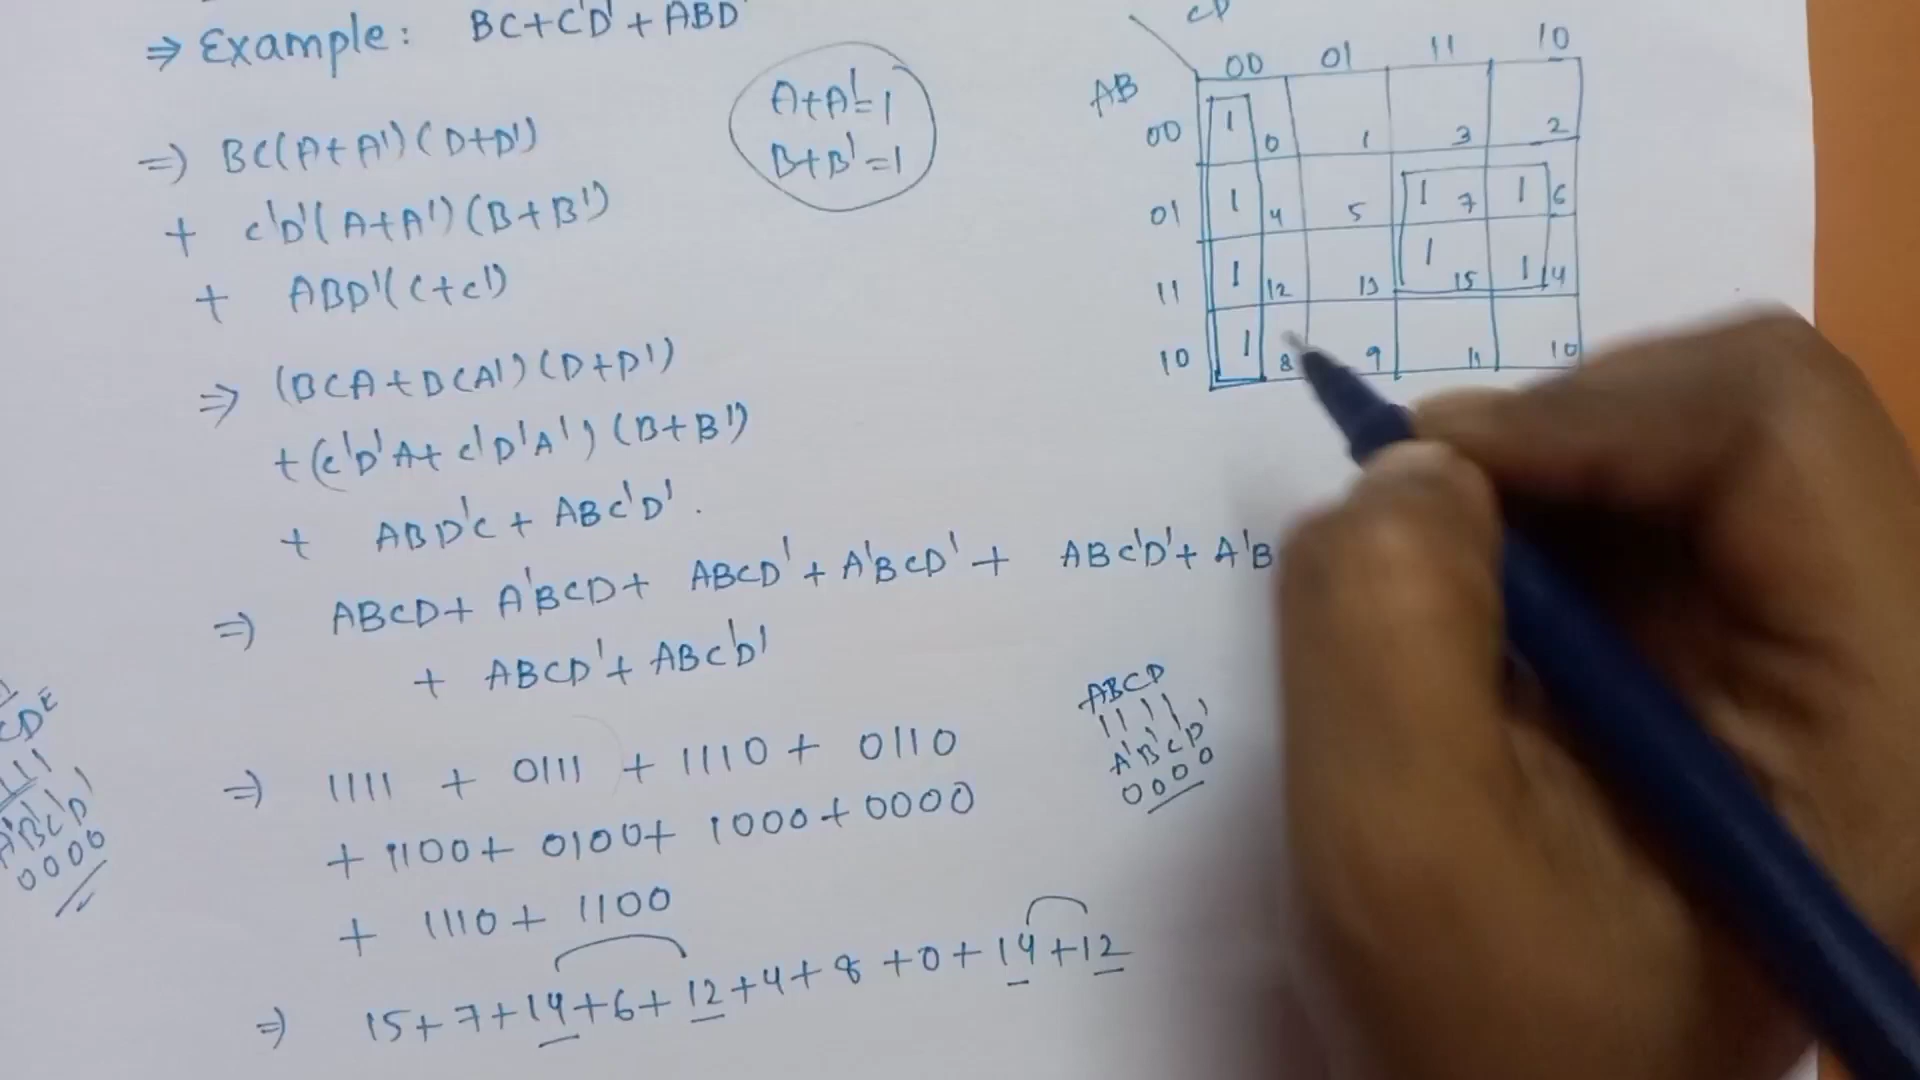 ⇒ Example: BC+C'D'+ABD'
⇒ BC(A+A')(D+D')
+ C'D'(A+A')(B+B')
+ ABD'(C+C')
⇒ (BCA+BCA')(D+D')
+(C'D'A+C'D'A')(B+B')
+ ABD'C+ABC'D'.
⇒ ABCD+A'BCD+ABCD'+A'BCD'+ABC'D'+A'B
+ ABCD'+ABC'D'
⇒ 1111 + 0111 + 1110 + 0110
+ 1100+ 0100+ 1000+0000
+ 1110+ 1100
⇒ 15+7+14+6+12+4+8+0+14+12
A+A'=1
B+B'=1
CD
AB 00 01 11 10
00 1 0 1 3 2
01 1 4 5 1 7 1 6
11 1 12 13 1 15 1 14
10 1 8 9 11 10
ABCD
1111
A'B'C'D'
0000
CDE
111
A'B'C'D'
0000